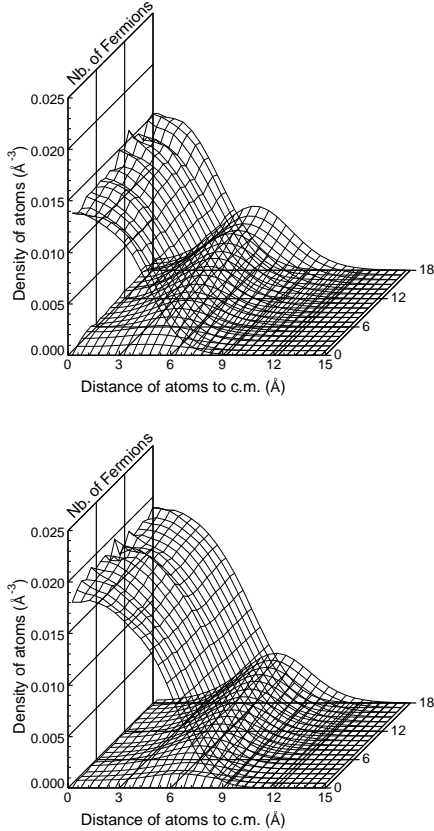 Nb. of Fermions
Density of atoms (Å⁻³)
0.025
0.020
0.015
0.010
0.005
0.000
0 3 6 9 12 15
0 6 12 18
Distance of atoms to c.m. (Å)
Nb. of Fermions
Density of atoms (Å⁻³)
0.025
0.020
0.015
0.010
0.005
0.000
0 3 6 9 12 15
0 6 12 18
Distance of atoms to c.m. (Å)